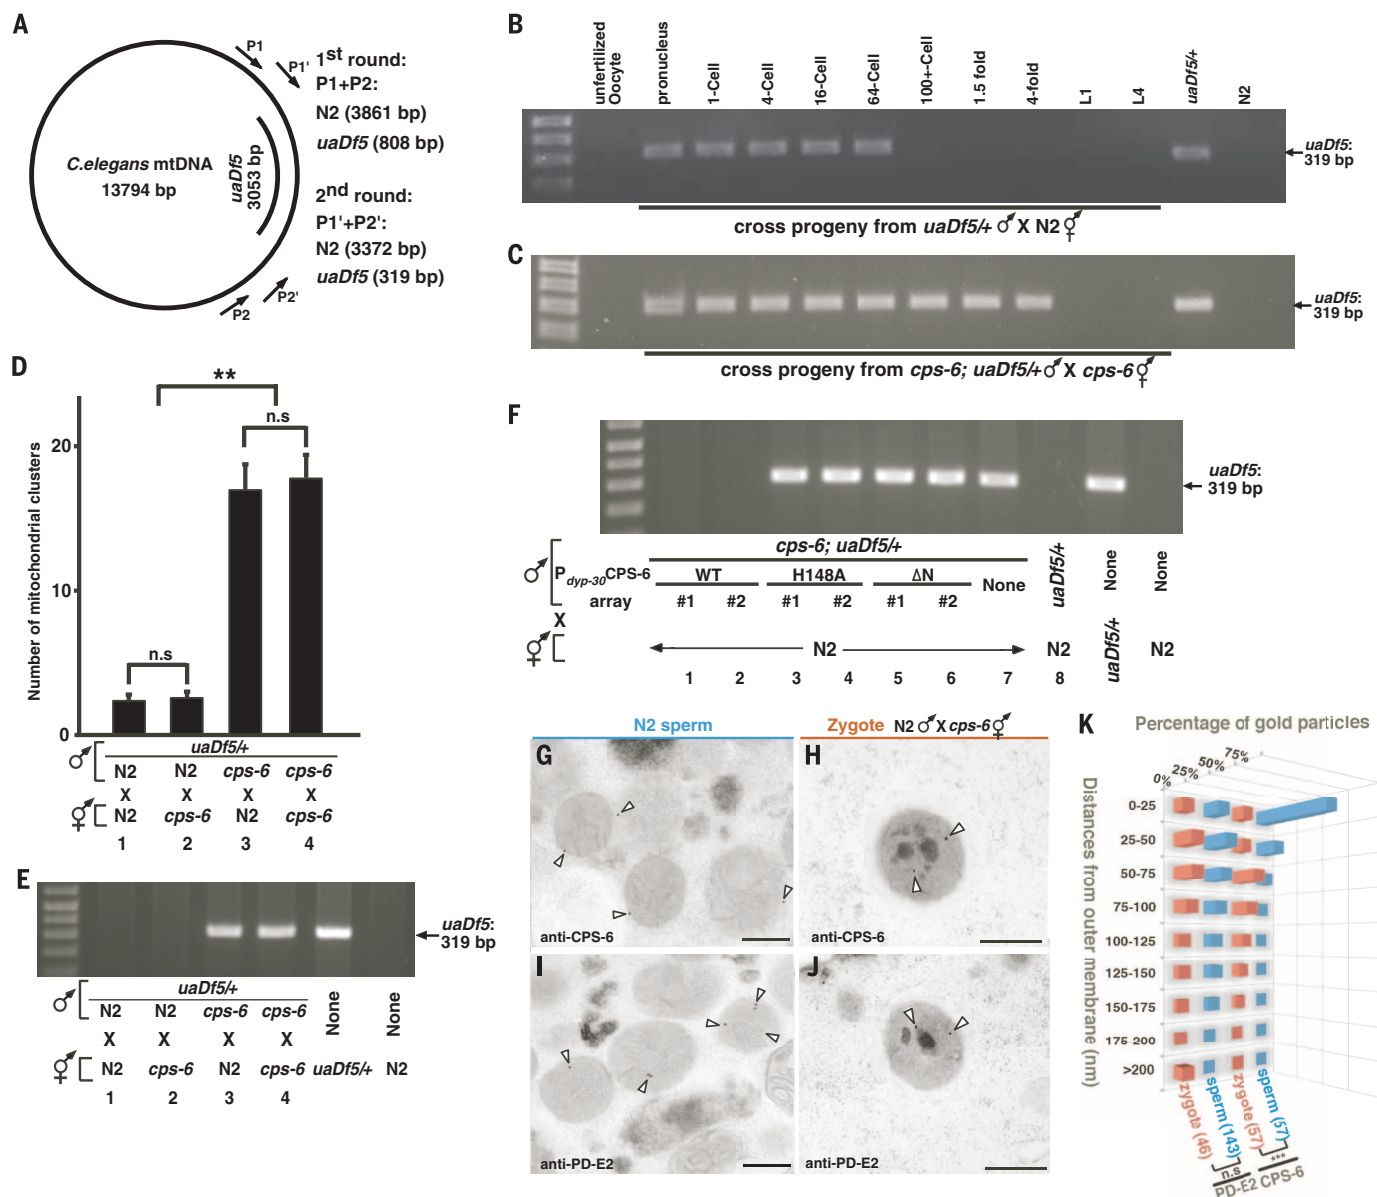 A
P1
P1'
1st round:
P1+P2:
N2 (3861 bp)
uaDf5 (808 bp)
C.elegans mtDNA
13794 bp
uaDf5
3053 bp
2nd round:
P1'+P2':
N2 (3372 bp)
uaDf5 (319 bp)
P2
P2'
B
unfertilized
Oocyte
pronucleus
1-Cell
4-Cell
16-Cell
64-Cell
100+-Cell
1.5 fold
4-fold
L1
L4
uaDf5/+
N2
uaDf5:
319 bp
cross progeny from uaDf5/+ ♂ X N2 ⚥
C
uaDf5:
319 bp
cross progeny from cps-6; uaDf5/+ ♂ X cps-6 ⚥
D
Number of mitochondrial clusters
20
10
0
**
n.s
n.s
uaDf5/+
♂ N2 N2 cps-6 cps-6
X X X X
⚥ N2 cps-6 N2 cps-6
1 2 3 4
E
uaDf5:
319 bp
uaDf5/+
♂ N2 N2 cps-6 cps-6 None None
X X X X
⚥ N2 cps-6 N2 cps-6 uaDf5/+ N2
1 2 3 4
F
uaDf5:
319 bp
cps-6; uaDf5/+
♂ Pdyp-30CPS-6 WT H148A ΔN None uaDf5/+ None None
array #1 #2 #1 #2 #1 #2
X
⚥ N2 N2 uaDf5/+ N2
1 2 3 4 5 6 7 8
N2 sperm
Zygote N2 ♂ X cps-6 ⚥
G
anti-CPS-6
H
anti-CPS-6
I
anti-PD-E2
J
anti-PD-E2
K
Percentage of gold particles
0% 25% 50% 75%
Distances from outer membrane (nm)
0-25
25-50
50-75
75-100
100-125
125-150
150-175
175-200
>200
zygote (46)
sperm (143)
zygote (57)
sperm (57)
n.s
***
PD-E2 CPS-6